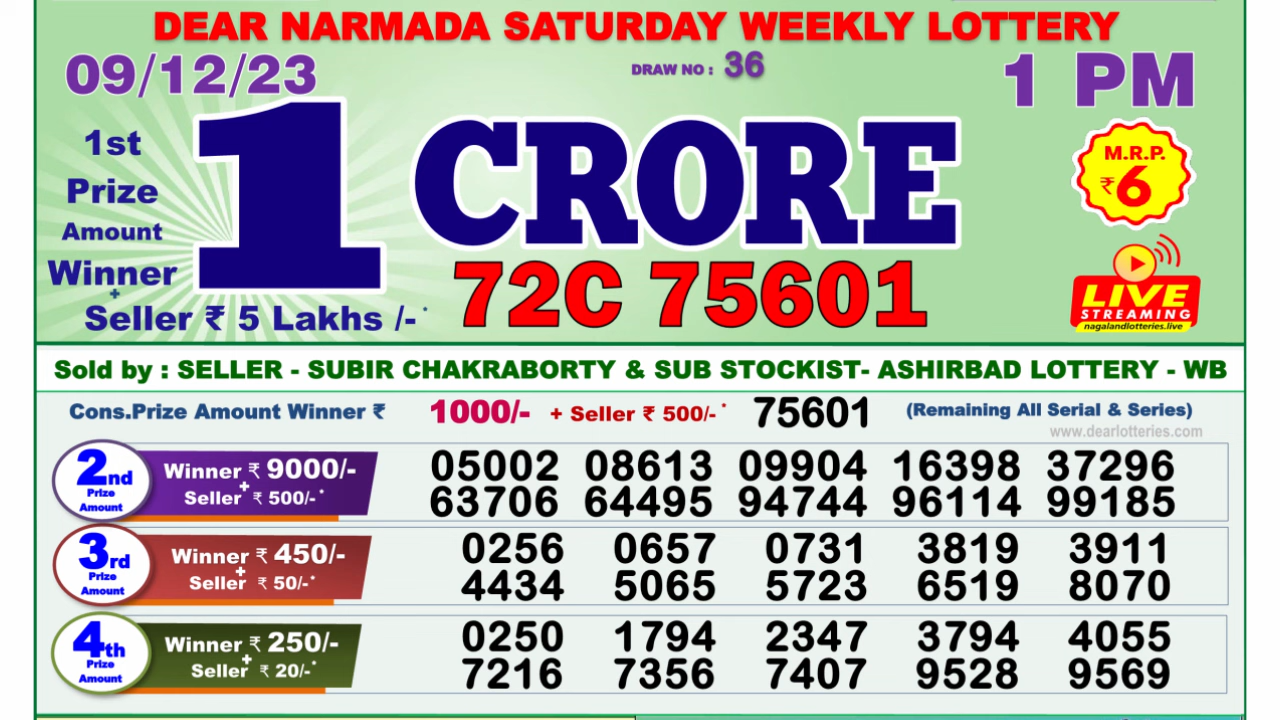 DEAR NARMADA SATURDAY WEEKLY LOTTERY
09/12/23
DRAW NO : 36
1 PM
1st
Prize
Amount
Winner
+
Seller ₹ 5 Lakhs /-*
1 CRORE
72C 75601
M.R.P.
₹6
LIVE
STREAMING
nagalandlotteries.live
Sold by : SELLER - SUBIR CHAKRABORTY & SUB STOCKIST- ASHIRBAD LOTTERY - WB
Cons.Prize Amount Winner ₹ 1000/- + Seller ₹ 500/-* 75601 (Remaining All Serial & Series)
www.dearlotteries.com
2nd
Prize
Amount
Winner ₹ 9000/-
+
Seller ₹ 500/-*
05002 08613 09904 16398 37296
63706 64495 94744 96114 99185
3rd
Prize
Amount
Winner ₹ 450/-
+
Seller ₹ 50/-*
0256 0657 0731 3819 3911
4434 5065 5723 6519 8070
4th
Prize
Amount
Winner ₹ 250/-
+
Seller ₹ 20/-*
0250 1794 2347 3794 4055
7216 7356 7407 9528 9569